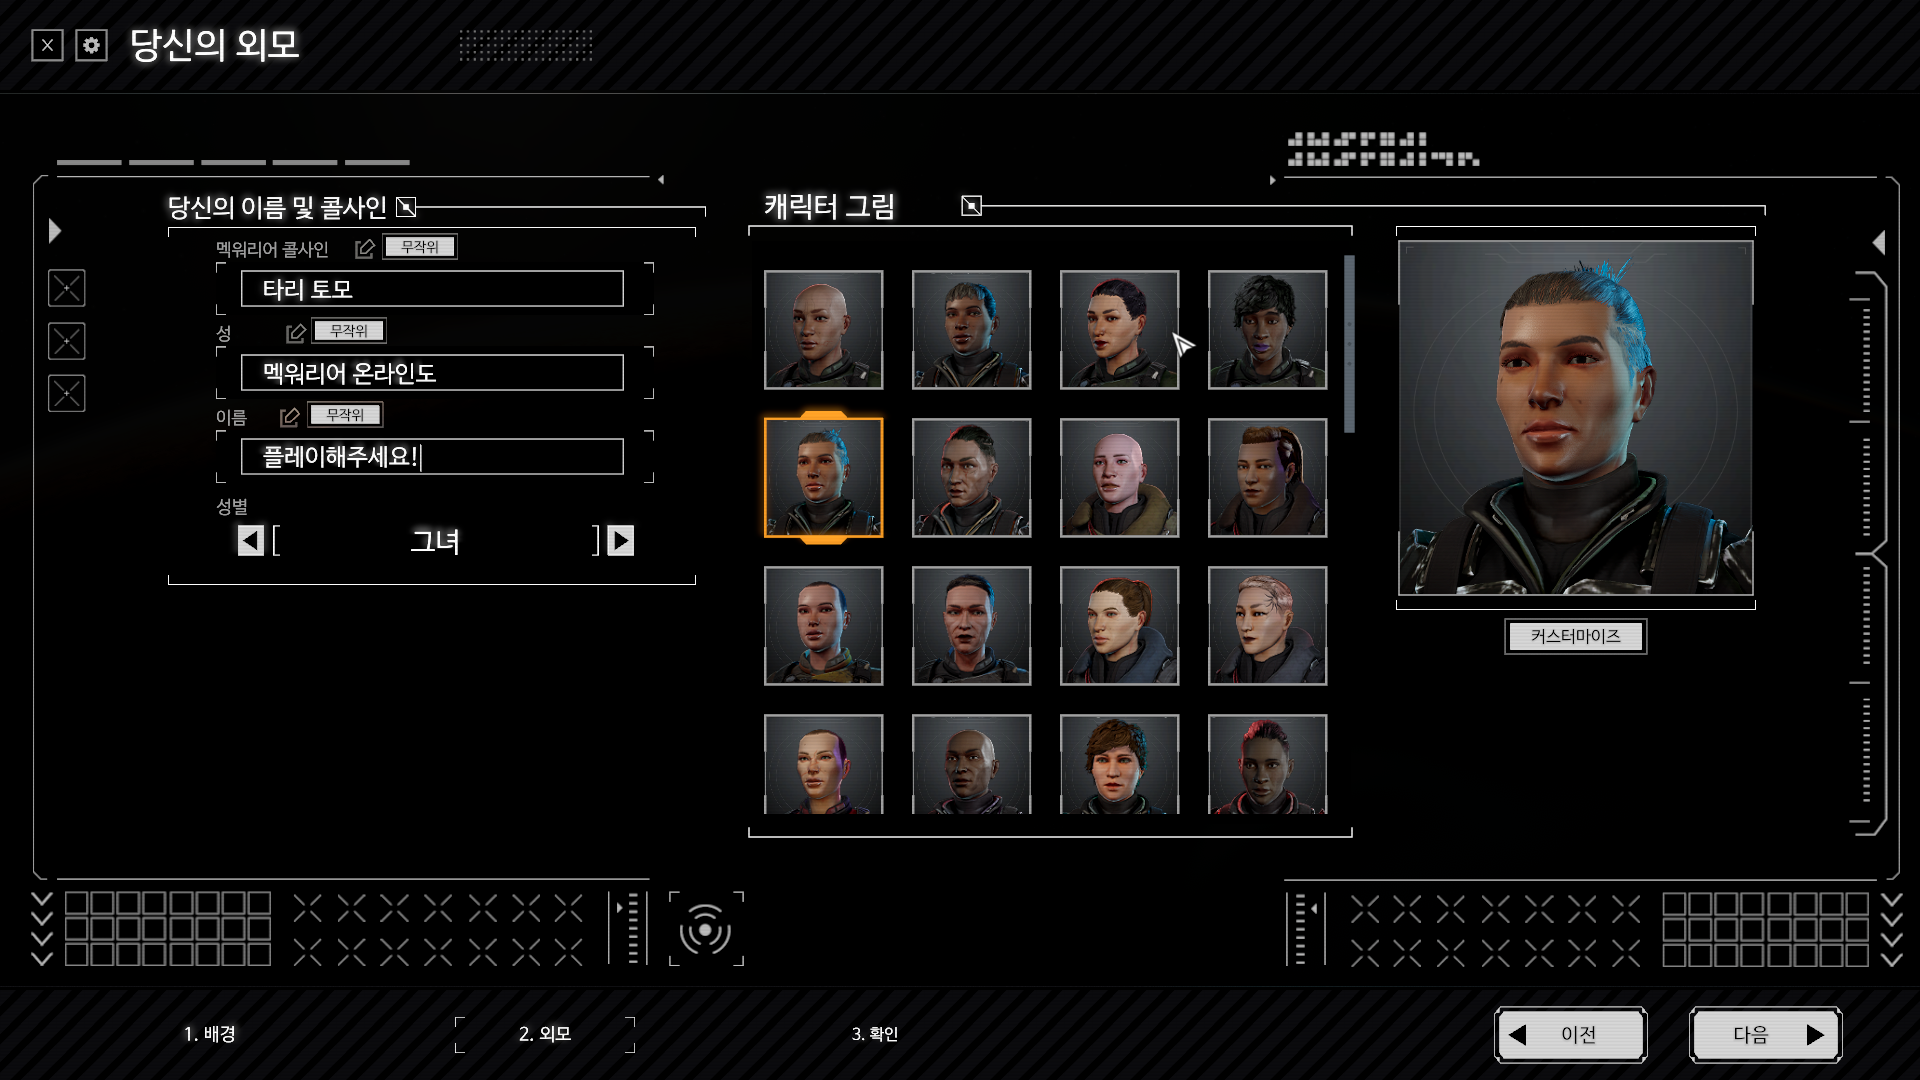 당신의 외모
당신의 이름 및 콜사인
멕워리어 콜사인 무작위
타리 토모
성 무작위
멕워리어 온라인도
이름 무작위
플레이해주세요!
성별
그녀
캐릭터 그림
커스터마이즈
1. 배경
2. 외모
3. 확인
이전
다음